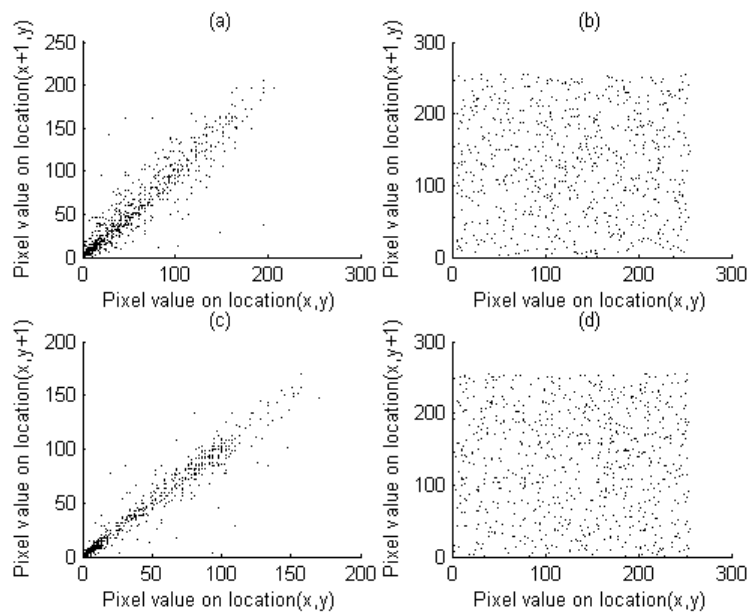 (a)
Pixel value on location(x+1,y)
250
200
150
100
50
0
0 100 200 300
Pixel value on location(x,y)
(b)
Pixel value on location(x+1,y)
300
200
100
0
0 100 200 300
Pixel value on location(x,y)
(c)
Pixel value on location(x,y+1)
200
150
100
50
0
0 50 100 150 200
Pixel value on location(x,y)
(d)
Pixel value on location(x,y+1)
300
200
100
0
0 100 200 300
Pixel value on location(x,y)